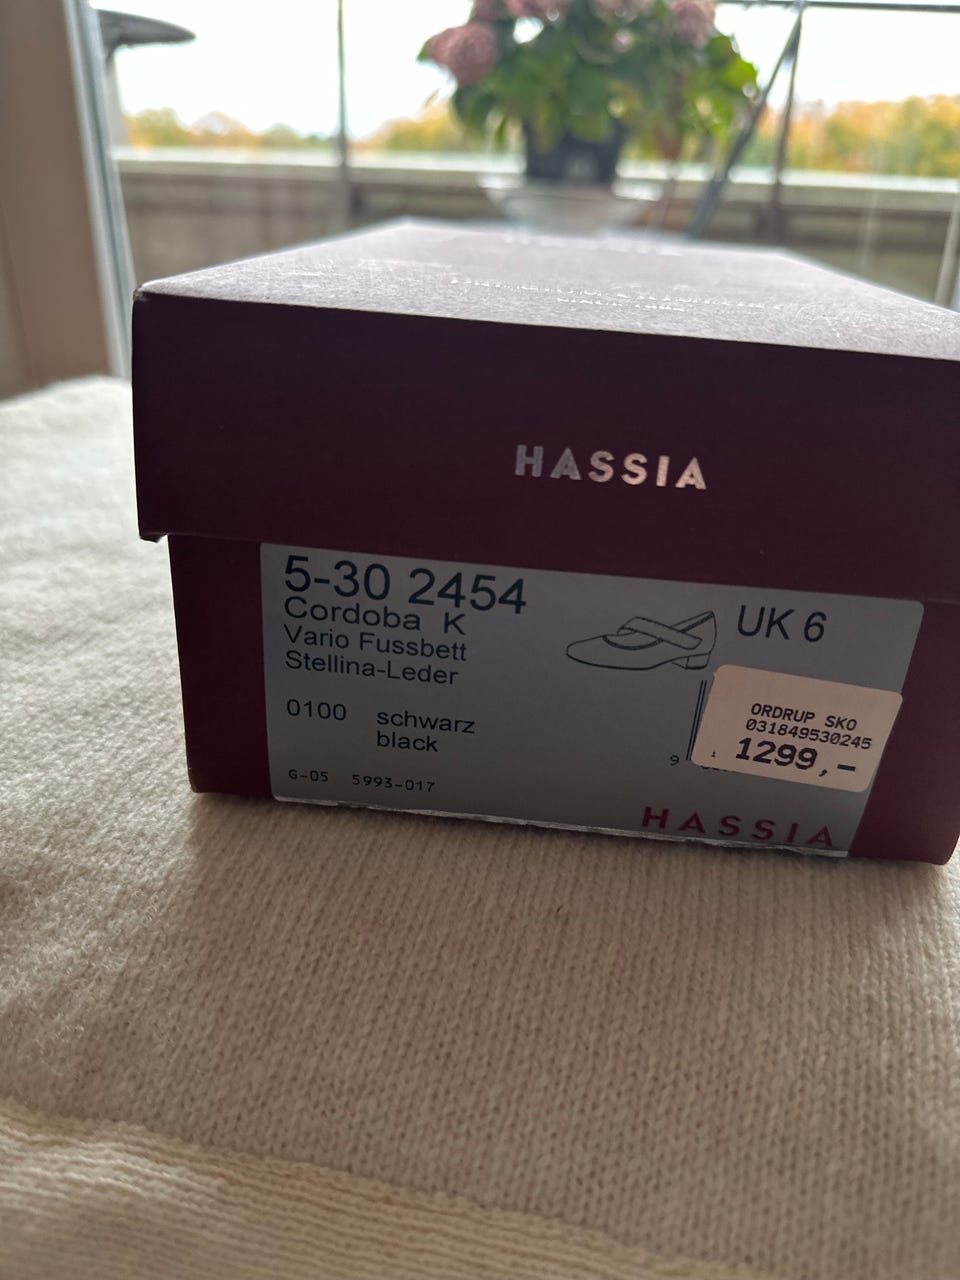 HASSIA
5-30 2454
Cordoba K
Vario Fussbett
Stellina-Leder
UK 6
0100 schwarz
black
G-05 5993-017
ORDRUP SKO
031849530245
1299,-
9
HASSIA